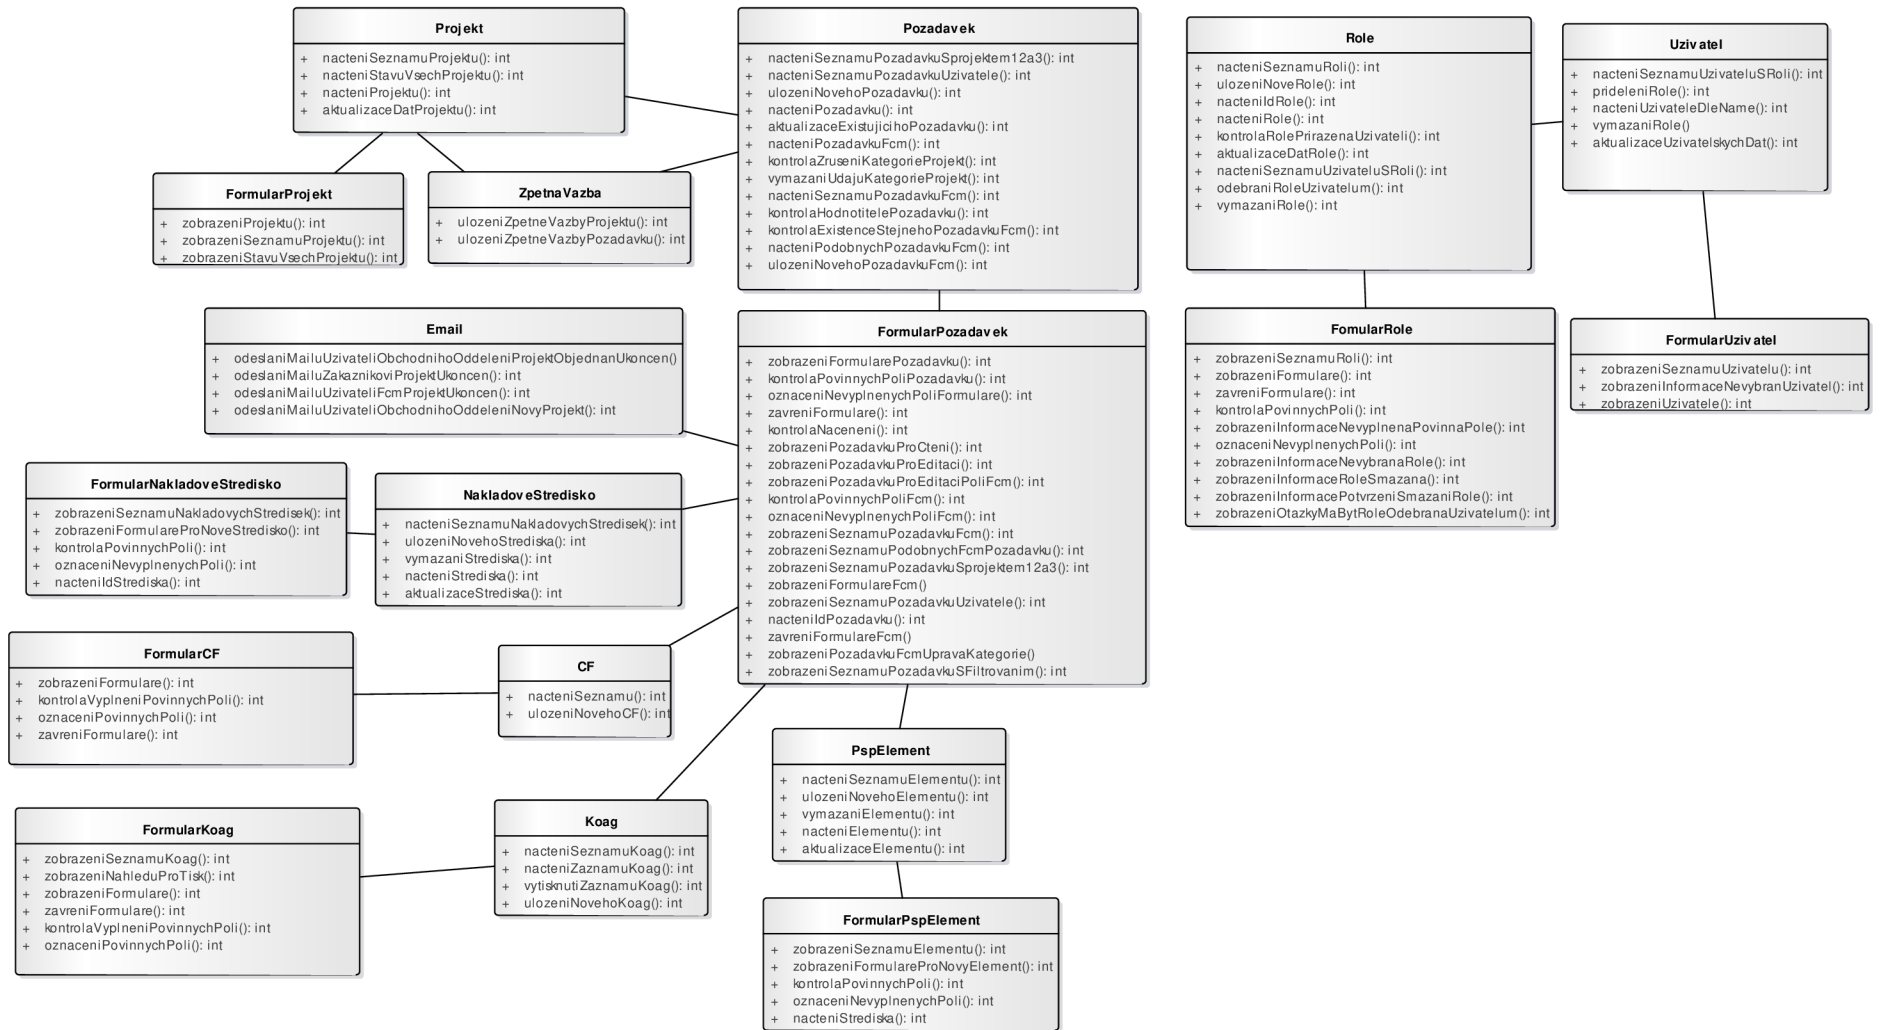 Projekt
+ nacteniSeznamuProjektu(): int
+ nacteniStavuVsechProjektu(): int
+ nacteniProjektu(): int
+ aktualizaceDatProjektu(): int
Pozadavek
+ nacteniSeznamuPozadavkuSprojektem12a3(): int
+ nacteniSeznamuPozadavkuUzivatele(): int
+ ulozeniNovehoPozadavku(): int
+ nacteniPozadavku(): int
+ aktualizaceExistujicihoPozadavku(): int
+ nacteniPozadavkuFcm(): int
+ kontrolaZruseniKategorieProjekt(): int
+ vymazaniUdajuKategorieProjekt(): int
+ nacteniSeznamuPozadavkuFcm(): int
+ kontrolaHodnotitelePozadavku(): int
+ kontrolaExistenceStejnehoPozadavkuFcm(): int
+ nacteniPodobnychPozadavkuFcm(): int
+ ulozeniNovehoPozadavkuFcm(): int
Role
+ nacteniSeznamuRoli(): int
+ ulozeniNoveRole(): int
+ nacteniIdRole(): int
+ nacteniRole(): int
+ kontrolaRolePrirazenaUzivateli(): int
+ aktualizaceDatRole(): int
+ nacteniSeznamuUzivateluSRoli(): int
+ odebraniRoleUzivatelum(): int
+ vymazaniRole(): int
Uzivatel
+ nacteniSeznamuUzivateluSRoli(): int
+ prideleniRole(): int
+ nacteniUzivateleDleName(): int
+ vymazaniRole()
+ aktualizaceUzivatelskychDat(): int
FormularProjekt
+ zobrazeniProjektu(): int
+ zobrazeniSeznamuProjektu(): int
+ zobrazeniStavuVsechProjektu(): int
ZpetnaVazba
+ ulozeniZpetneVazbyProjektu(): int
+ ulozeniZpetneVazbyPozadavku(): int
Email
+ odeslaniMailuUzivateliObchodnihoOddeleniProjektObjednanUkoncen()
+ odeslaniMailuZakaznikoviProjektUkoncen(): int
+ odeslaniMailuUzivateliFcmProjektUkoncen(): int
+ odeslaniMailuUzivateliObchodnihoOddeleniNovyProjekt(): int
FormularPozadavek
+ zobrazeniFormularePozadavku(): int
+ kontrolaPovinnychPoliPozadavku(): int
+ oznaceniNevyplnenychPoliFormulare(): int
+ zavreniFormulare(): int
+ kontrolaNaceneni(): int
+ zobrazeniPozadavkuProCteni(): int
+ zobrazeniPozadavkuProEditaci(): int
+ zobrazeniPozadavkuProEditaciPoliFcm(): int
+ kontrolaPovinnychPoliFcm(): int
+ oznaceniNevyplnenychPoliFcm(): int
+ zobrazeniSeznamuPozadavkuFcm(): int
+ zobrazeniSeznamuPodobnychFcmPozadavku(): int
+ zobrazeniSeznamuPozadavkuSprojektem12a3(): int
+ zobrazeniFormulareFcm()
+ zobrazeniSeznamuPozadavkuUzivatele(): int
+ nacteniIdPozadavku(): int
+ zavreniFormulareFcm()
+ zobrazeniPozadavkuFcmUpravaKategorie()
+ zobrazeniSeznamuPozadavkuSFiltrovanim(): int
FomularRole
+ zobrazeniSeznamuRoli(): int
+ zobrazeniFormulare(): int
+ zavreniFormulare(): int
+ kontrolaPovinnychPoli(): int
+ zobrazeniInformaceNevyplnenaPovinnaPole(): int
+ oznaceniNevyplnenychPoli(): int
+ zobrazeniInformaceNevybranaRole(): int
+ zobrazeniInformaceRoleSmazana(): int
+ zobrazeniInformacePotvrzeniSmazaniRole(): int
+ zobrazeniOtazkyMaBytRoleOdebranaUzivatelum(): int
FormularUzivatel
+ zobrazeniSeznamuUzivatelu(): int
+ zobrazeniInformaceNevybranUzivatel(): int
+ zobrazeniUzivatele(): int
FormularNakladoveStredisko
+ zobrazeniSeznamuNakladovychStredisek(): int
+ zobrazeniFormulareProNoveStredisko(): int
+ kontrolaPovinnychPoli(): int
+ oznaceniNevyplnenychPoli(): int
+ nacteniIdStrediska(): int
NakladoveStredisko
+ nacteniSeznamuNakladovychStredisek(): int
+ ulozeniNovehoStrediska(): int
+ vymazaniStrediska(): int
+ nacteniStrediska(): int
+ aktualizaceStrediska(): int
FormularCF
+ zobrazeniFormulare(): int
+ kontrolaVyplneniPovinnychPoli(): int
+ oznaceniPovinnychPoli(): int
+ zavreniFormulare(): int
CF
+ nacteniSeznamu(): int
+ ulozeniNovehoCF(): int
PspElement
+ nacteniSeznamuElementu(): int
+ ulozeniNovehoElementu(): int
+ vymazaniElementu(): int
+ nacteniElementu(): int
+ aktualizaceElementu(): int
FormularKoag
+ zobrazeniSeznamuKoag(): int
+ zobrazeniNahleduProTisk(): int
+ zobrazeniFormulare(): int
+ zavreniFormulare(): int
+ kontrolaVyplneniPovinnychPoli(): int
+ oznaceniPovinnychPoli(): int
Koag
+ nacteniSeznamuKoag(): int
+ nacteniZaznamuKoag(): int
+ vytisknutiZaznamuKoag(): int
+ ulozeniNovehoKoag(): int
FormularPspElement
+ zobrazeniSeznamuElementu(): int
+ zobrazeniFormulareProNovyElement(): int
+ kontrolaPovinnychPoli(): int
+ oznaceniNevyplnenychPoli(): int
+ nacteniStrediska(): int